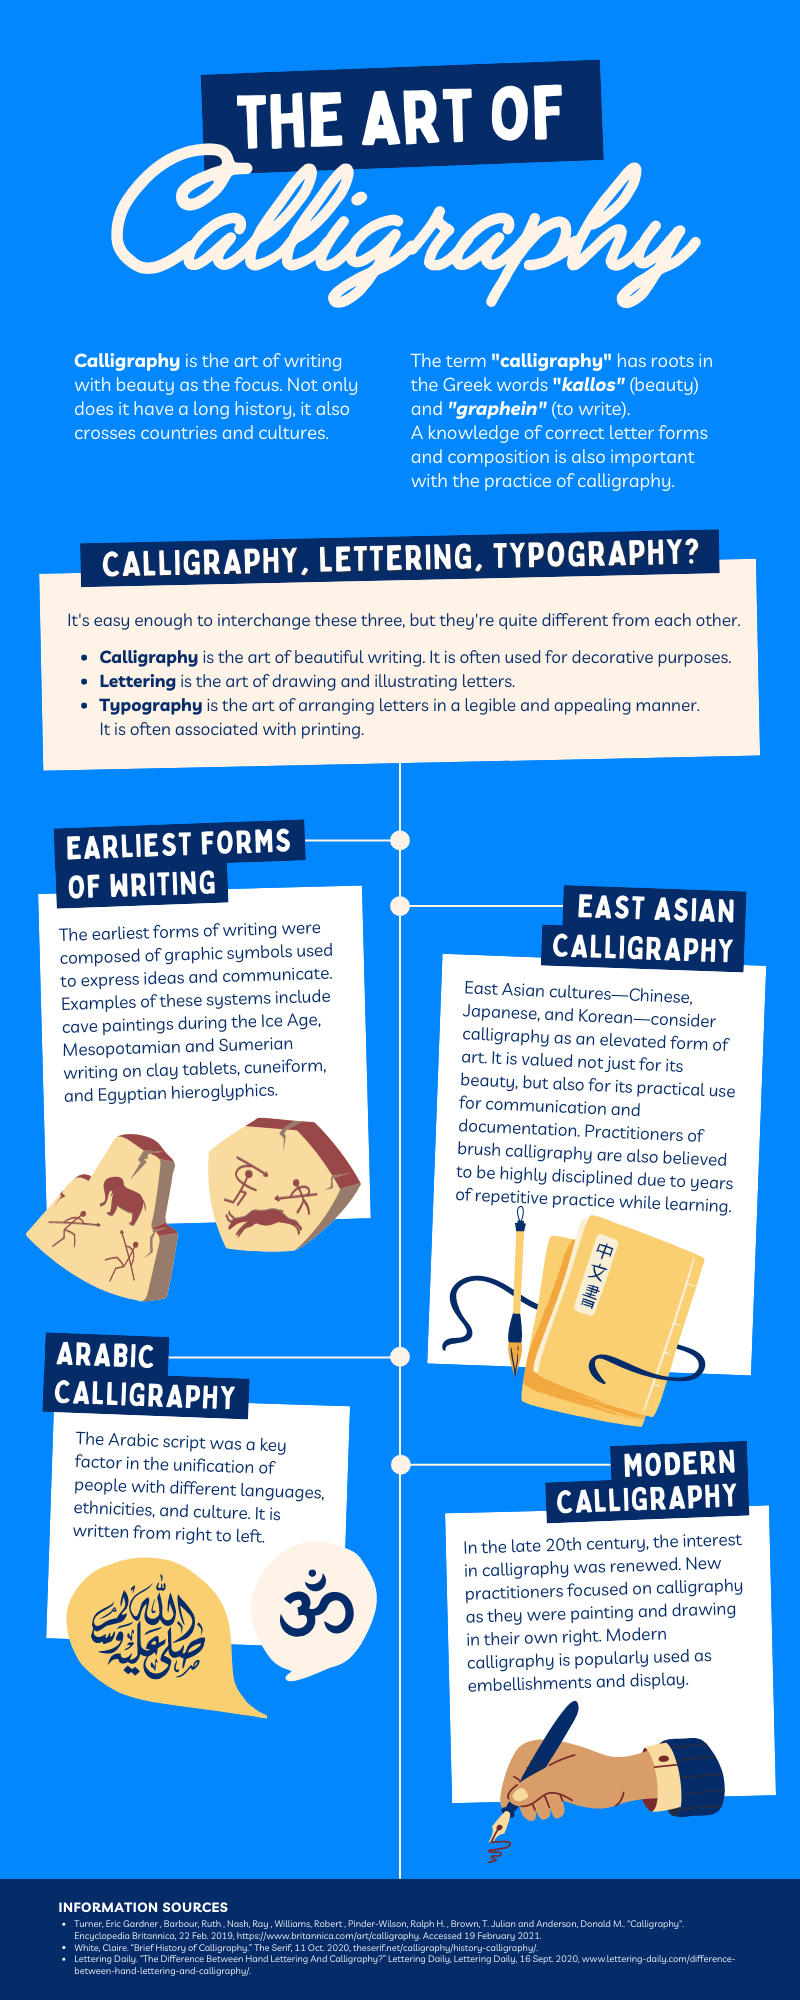 THE ART OF
Calligraphy
Calligraphy is the art of writing
with beauty as the focus. Not only
does it have a long history, it also
crosses countries and cultures.
The term "calligraphy" has roots in
the Greek words "kallos" (beauty)
and "graphein" (to write).
A knowledge of correct letter forms
and composition is also important
with the practice of calligraphy.
CALLIGRAPHY, LETTERING, TYPOGRAPHY?
It's easy enough to interchange these three, but they're quite different from each other.
• Calligraphy is the art of beautiful writing. It is often used for decorative purposes.
• Lettering is the art of drawing and illustrating letters.
• Typography is the art of arranging letters in a legible and appealing manner.
It is often associated with printing.
EARLIEST FORMS
OF WRITING
The earliest forms of writing were
composed of graphic symbols used
to express ideas and communicate.
Examples of these systems include
cave paintings during the Ice Age,
Mesopotamian and Sumerian
writing on clay tablets, cuneiform,
and Egyptian hieroglyphics.
EAST ASIAN
CALLIGRAPHY
East Asian cultures—Chinese,
Japanese, and Korean—consider
calligraphy as an elevated form of
art. It is valued not just for its
beauty, but also for its practical use
for communication and
documentation. Practitioners of
brush calligraphy are also believed
to be highly disciplined due to years
of repetitive practice while learning.
中文書
ARABIC
CALLIGRAPHY
The Arabic script was a key
factor in the unification of
people with different languages,
ethnicities, and culture. It is
written from right to left.
صلى الله عليه وسلم
ॐ
MODERN
CALLIGRAPHY
In the late 20th century, the interest
in calligraphy was renewed. New
practitioners focused on calligraphy
as they were painting and drawing
in their own right. Modern
calligraphy is popularly used as
embellishments and display.
INFORMATION SOURCES
• Turner, Eric Gardner , Barbour, Ruth , Nash, Ray , Williams, Robert , Pinder-Wilson, Ralph H. , Brown, T. Julian and Anderson, Donald M.. "Calligraphy".
Encyclopedia Britannica, 22 Feb. 2019, https://www.britannica.com/art/calligraphy. Accessed 19 February 2021.
• White, Claire. “Brief History of Calligraphy.” The Serif, 11 Oct. 2020, theserif.net/calligraphy/history-calligraphy/.
• Lettering Daily. “The Difference Between Hand Lettering And Calligraphy?” Lettering Daily, Lettering Daily, 16 Sept. 2020, www.lettering-daily.com/difference-
between-hand-lettering-and-calligraphy/.